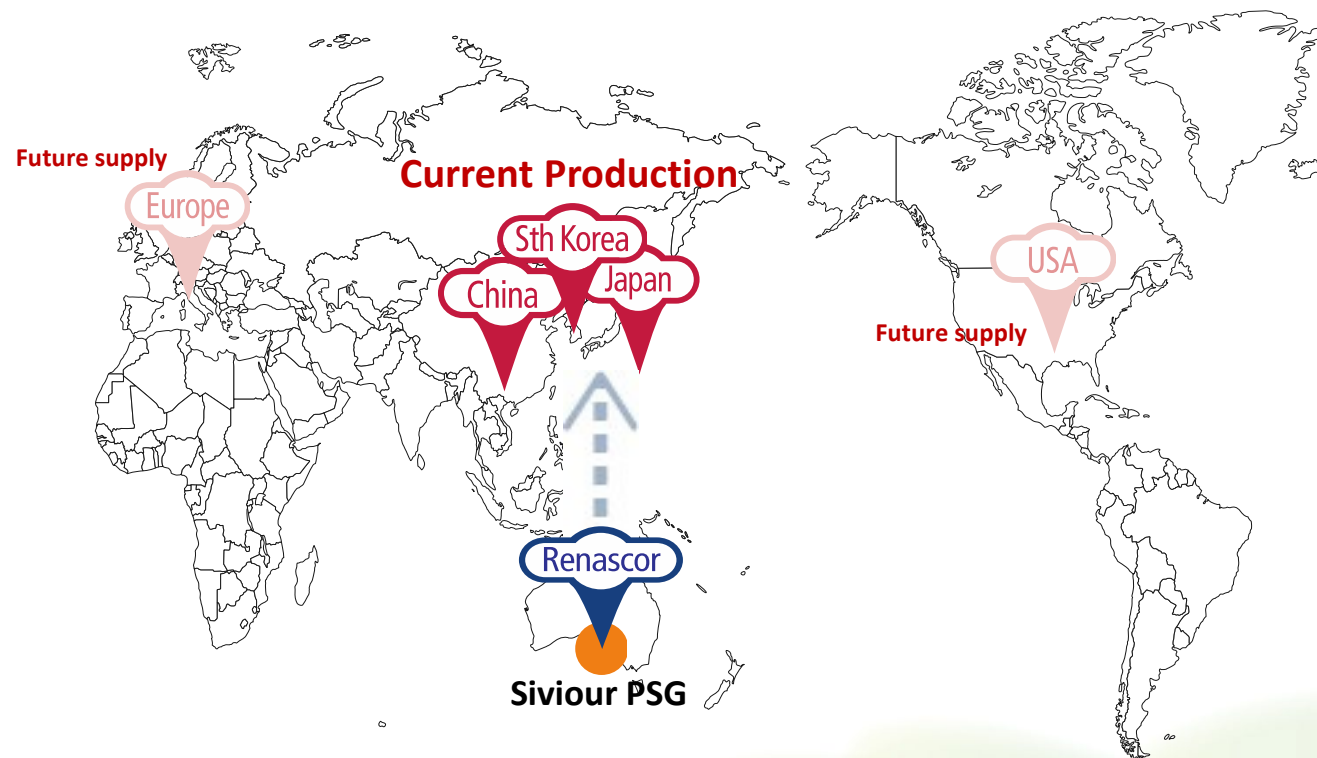 Future supply
Europe
Current Production
Sth Korea
China
Japan
USA
Future supply
Renascor
Siviour PSG